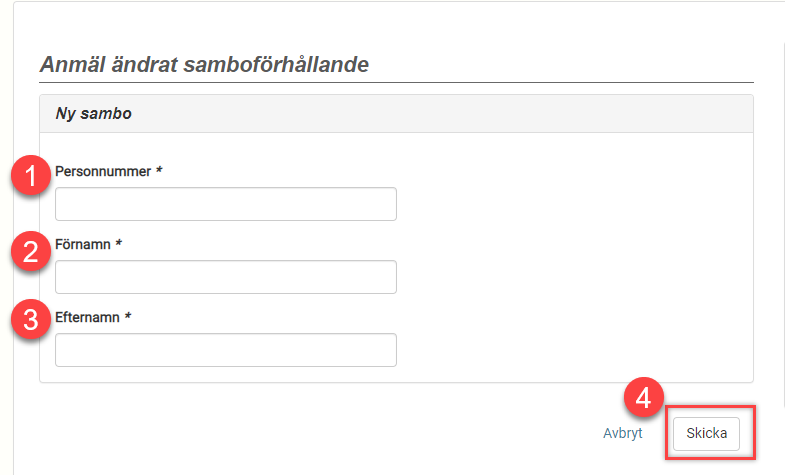 Anmäl ändrat samboförhållande
Ny sambo
1 Personnummer *
2 Förnamn *
3 Efternamn *
4
Avbryt Skicka